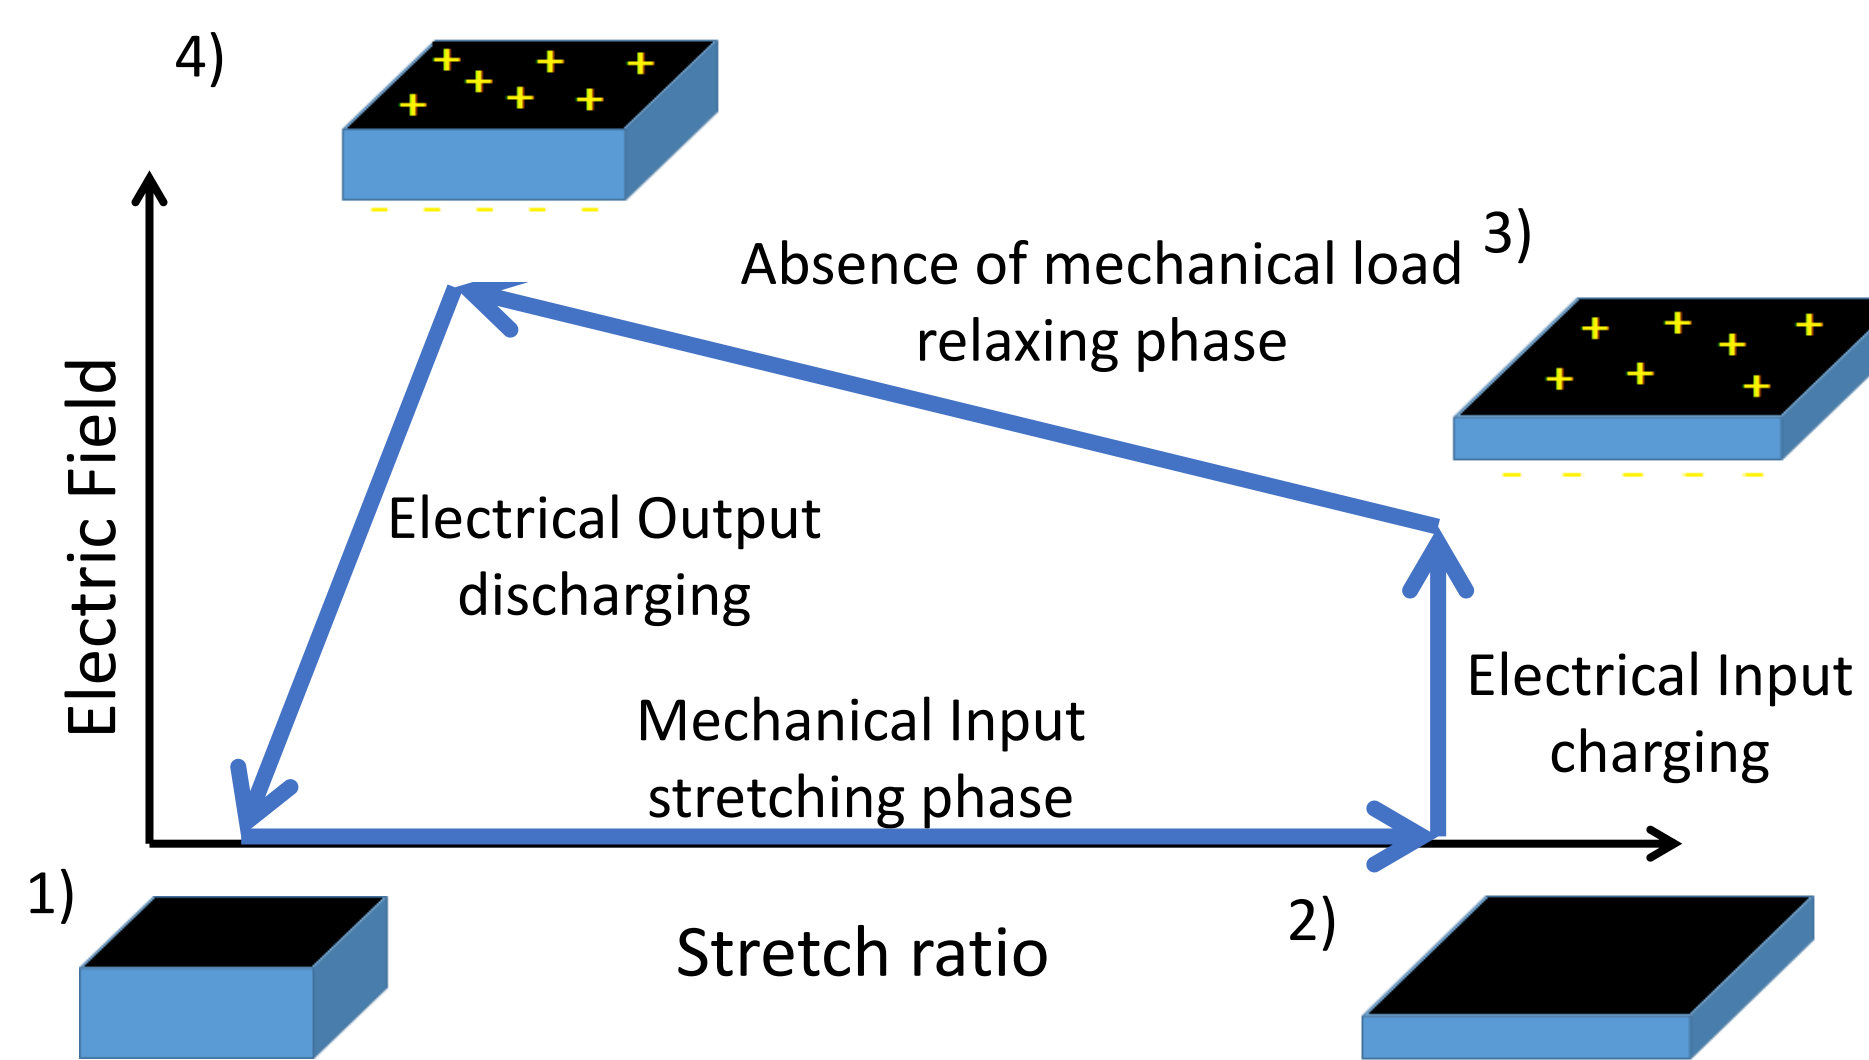 4)
Absence of mechanical load
relaxing phase
3)
Electric Field
Electrical Output
discharging
Mechanical Input
stretching phase
Electrical Input
charging
1)
Stretch ratio
2)